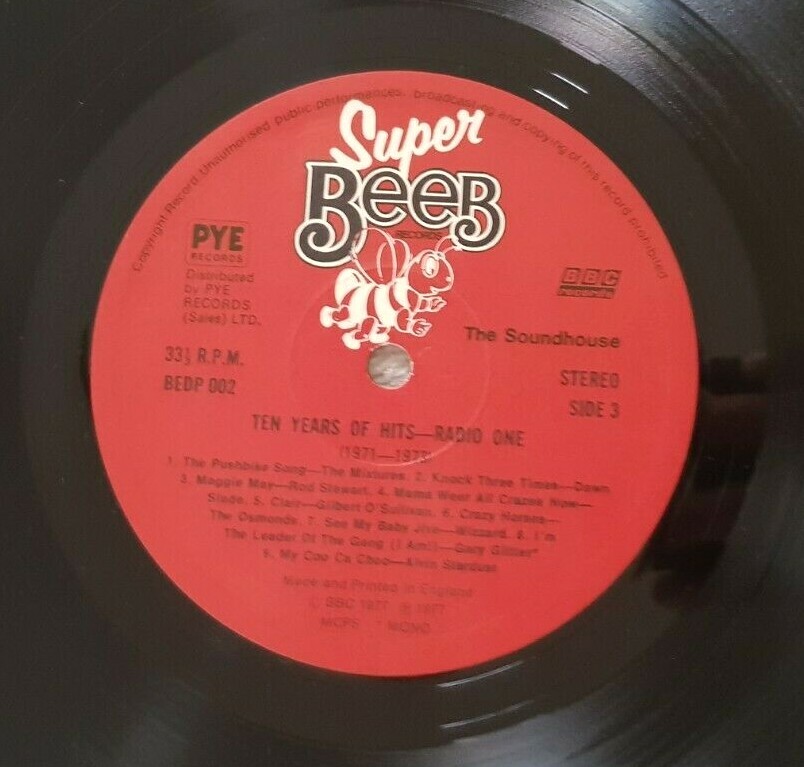 Copyright Record. Unauthorised public performances, broadcasting and copying of this record prohibited
Super
BeeB
RECORDS
PYE
RECORDS
Distributed
by PYE
RECORDS
(Sales) LTD.
BBC
records
The Soundhouse
33⅓ R.P.M.
BEDP 002
STEREO
SIDE 3
TEN YEARS OF HITS—RADIO ONE
(1971—1973)
1. The Pushbike Song—The Mixtures. 2. Knock Three Times—Dawn
3. Maggie May—Rod Stewart. 4. Mama Weer All Crazee Now—
Slade. 5. Clair—Gilbert O'Sullivan. 6. Crazy Horses—
The Osmonds. 7. See My Baby Jive—Wizzard. 8. I'm
The Leader Of The Gang (I Am!)—Gary Glitter*
9. My Coo Ca Choo—Alvin Stardust
Made and Printed in England
© BBC 1977 ℗ 1977
MCPS * MONO